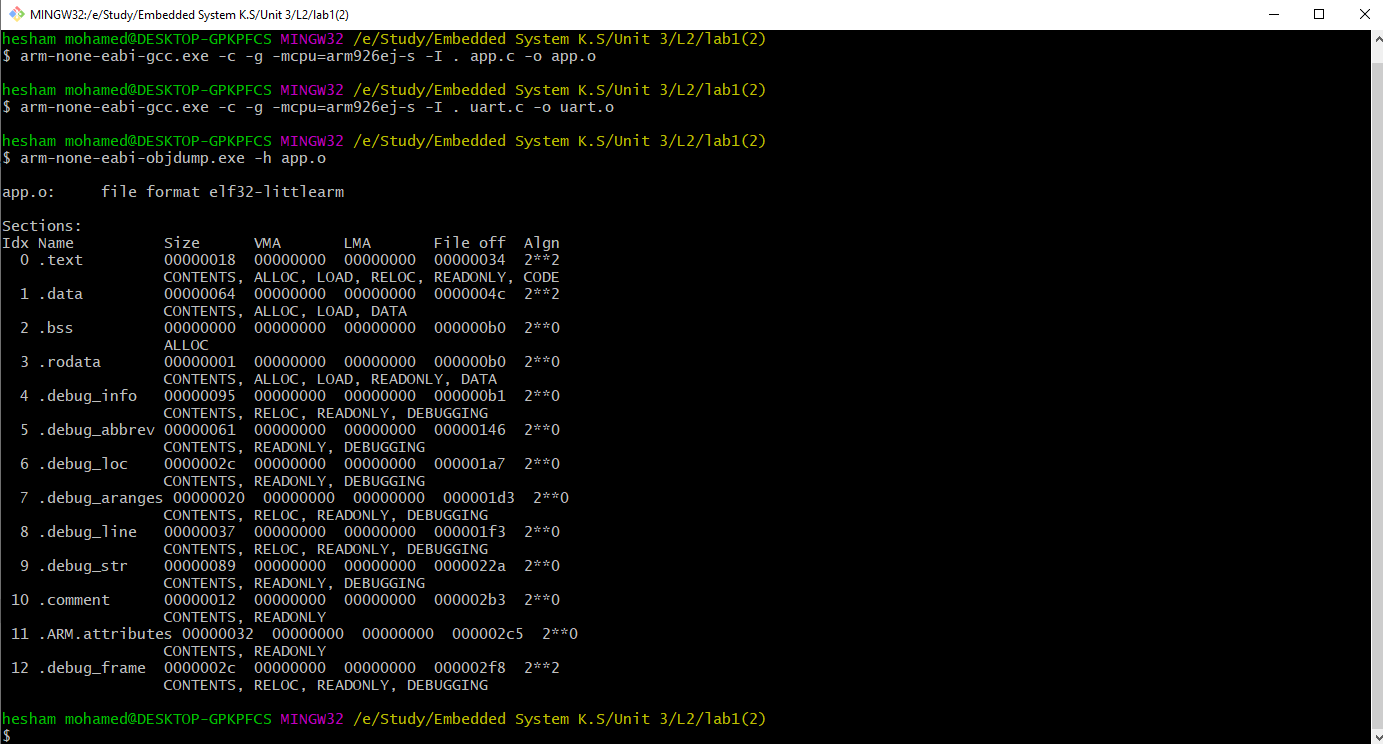 MINGW32:/e/Study/Embedded System K.S/Unit 3/L2/lab1(2)
hesham mohamed@DESKTOP-GPKPFCS MINGW32 /e/Study/Embedded System K.S/Unit 3/L2/lab1(2)
$ arm-none-eabi-gcc.exe -c -g -mcpu=arm926ej-s -I . app.c -o app.o
hesham mohamed@DESKTOP-GPKPFCS MINGW32 /e/Study/Embedded System K.S/Unit 3/L2/lab1(2)
$ arm-none-eabi-gcc.exe -c -g -mcpu=arm926ej-s -I . uart.c -o uart.o
hesham mohamed@DESKTOP-GPKPFCS MINGW32 /e/Study/Embedded System K.S/Unit 3/L2/lab1(2)
$ arm-none-eabi-objdump.exe -h app.o
app.o:     file format elf32-littlearm
Sections:
Idx Name          Size      VMA       LMA       File off  Algn
  0 .text         00000018  00000000  00000000  00000034  2**2
                  CONTENTS, ALLOC, LOAD, RELOC, READONLY, CODE
  1 .data         00000064  00000000  00000000  0000004c  2**2
                  CONTENTS, ALLOC, LOAD, DATA
  2 .bss          00000000  00000000  00000000  000000b0  2**0
                  ALLOC
  3 .rodata       00000001  00000000  00000000  000000b0  2**0
                  CONTENTS, ALLOC, LOAD, READONLY, DATA
  4 .debug_info   00000095  00000000  00000000  000000b1  2**0
                  CONTENTS, RELOC, READONLY, DEBUGGING
  5 .debug_abbrev 00000061  00000000  00000000  00000146  2**0
                  CONTENTS, READONLY, DEBUGGING
  6 .debug_loc    0000002c  00000000  00000000  000001a7  2**0
                  CONTENTS, READONLY, DEBUGGING
  7 .debug_aranges 00000020  00000000  00000000  000001d3  2**0
                  CONTENTS, RELOC, READONLY, DEBUGGING
  8 .debug_line   00000037  00000000  00000000  000001f3  2**0
                  CONTENTS, RELOC, READONLY, DEBUGGING
  9 .debug_str    00000089  00000000  00000000  0000022a  2**0
                  CONTENTS, READONLY, DEBUGGING
 10 .comment      00000012  00000000  00000000  000002b3  2**0
                  CONTENTS, READONLY
 11 .ARM.attributes 00000032  00000000  00000000  000002c5  2**0
                  CONTENTS, READONLY
 12 .debug_frame  0000002c  00000000  00000000  000002f8  2**2
                  CONTENTS, RELOC, READONLY, DEBUGGING
hesham mohamed@DESKTOP-GPKPFCS MINGW32 /e/Study/Embedded System K.S/Unit 3/L2/lab1(2)
$